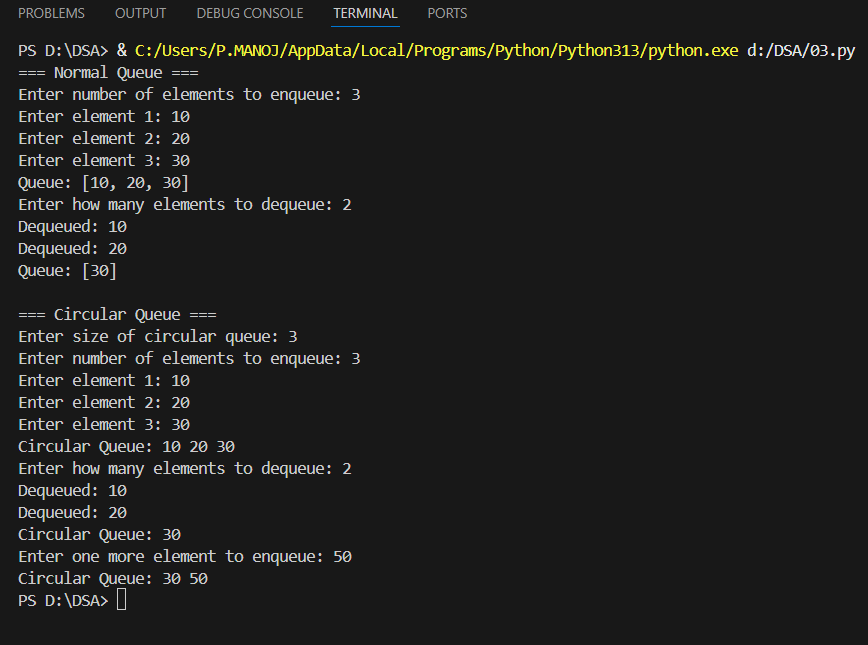 PROBLEMS OUTPUT DEBUG CONSOLE TERMINAL PORTS
PS D:\DSA> & C:/Users/P.MANOJ/AppData/Local/Programs/Python/Python313/python.exe d:/DSA/03.py
=== Normal Queue ===
Enter number of elements to enqueue: 3
Enter element 1: 10
Enter element 2: 20
Enter element 3: 30
Queue: [10, 20, 30]
Enter how many elements to dequeue: 2
Dequeued: 10
Dequeued: 20
Queue: [30]
=== Circular Queue ===
Enter size of circular queue: 3
Enter number of elements to enqueue: 3
Enter element 1: 10
Enter element 2: 20
Enter element 3: 30
Circular Queue: 10 20 30
Enter how many elements to dequeue: 2
Dequeued: 10
Dequeued: 20
Circular Queue: 30
Enter one more element to enqueue: 50
Circular Queue: 30 50
PS D:\DSA>